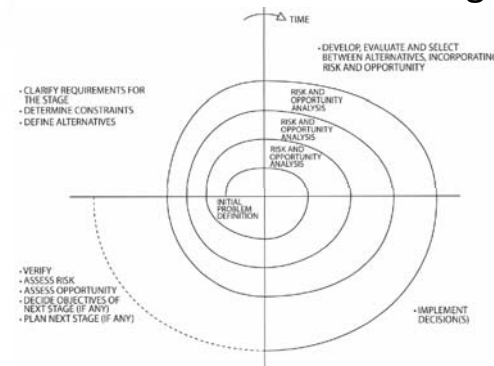 TIME
• DEVELOP, EVALUATE AND SELECT
BETWEEN ALTERNATIVES, INCORPORATING
RISK AND OPPORTUNITY
• CLARIFY REQUIREMENTS FOR
THE STAGE
• DETERMINE CONSTRAINTS
• DEFINE ALTERNATIVES
RISK AND
OPPORTUNITY
ANALYSIS
RISK AND
OPPORTUNITY
ANALYSIS
RISK AND
OPPORTUNITY
ANALYSIS
INITIAL
PROBLEM
DEFINITION
• VERIFY
• ASSESS RISK
• ASSESS OPPORTUNITY
• DECIDE OBJECTIVES OF
NEXT STAGE (IF ANY)
• PLAN NEXT STAGE (IF ANY)
• IMPLEMENT
DECISION(S)